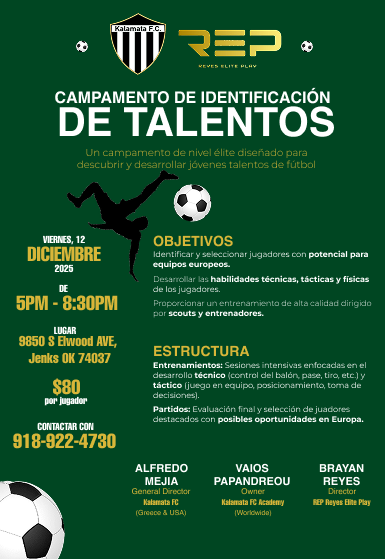 Kalamata F.C.
REP
REYES ELITE PLAY
CAMPAMENTO DE IDENTIFICACIÓN
DE TALENTOS
Un campamento de nivel élite diseñado para
descubrir y desarrollar jóvenes talentos de fútbol
VIERNES, 12
DICIEMBRE
2025
DE
5PM - 8:30PM
LUGAR
9850 S Elwood AVE,
Jenks OK 74037
$80
por jugador
CONTACTAR CON
918-922-4730
OBJETIVOS
Identificar y seleccionar jugadores con potencial para
equipos europeos.
Desarrollar las habilidades técnicas, tácticas y físicas
de los jugadores.
Proporcionar un entrenamiento de alta calidad dirigido
por scouts y entrenadores.
ESTRUCTURA
Entrenamientos: Sesiones intensivas enfocadas en el
desarrollo técnico (control del balón, pase, tiro, etc.) y
táctico (juego en equipo, posicionamiento, toma de
decisiones).
Partidos: Evaluación final y selección de juadores
destacados con posibles oportunidades en Europa.
ALFREDO
MEJIA
General Director
Kalamata FC
(Greece & USA)
VAIOS
PAPANDREOU
Owner
Kalamata FC Academy
(Worldwide)
BRAYAN
REYES
Director
REP Reyes Elite Play